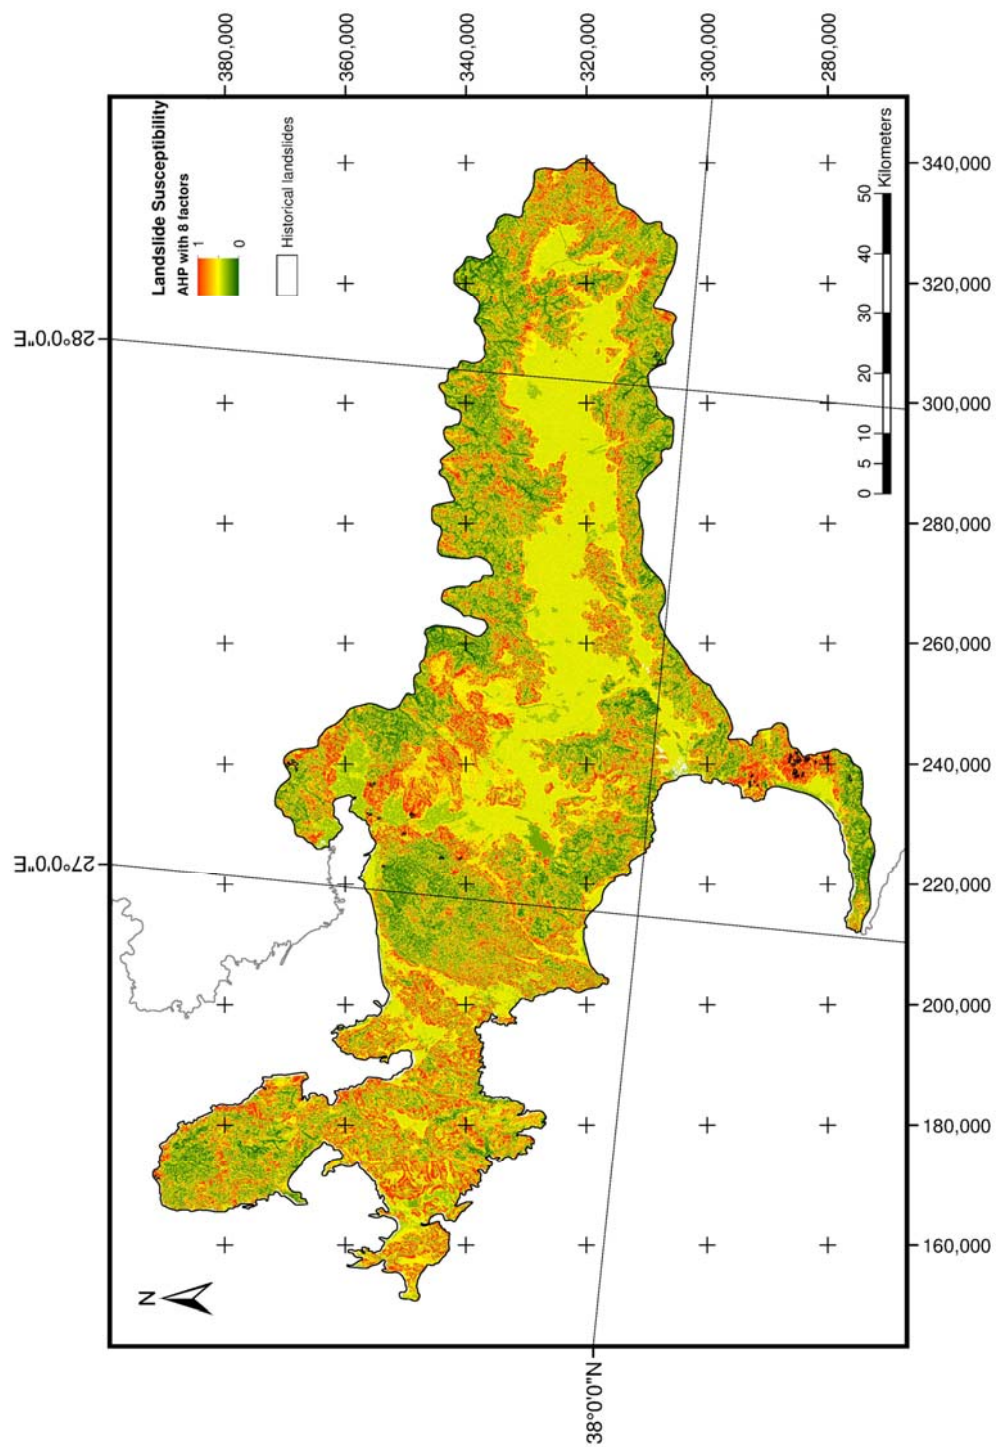 28°0'0"E
27°0'0"E
Landslide Susceptibility
AHP with 8 factors
1
0
Historical landslides
N
380,000
360,000
340,000
320,000
300,000
280,000
38°0'0"N
0 5 10 20 30 40 50
Kilometers
160,000
180,000
200,000
220,000
240,000
260,000
280,000
300,000
320,000
340,000